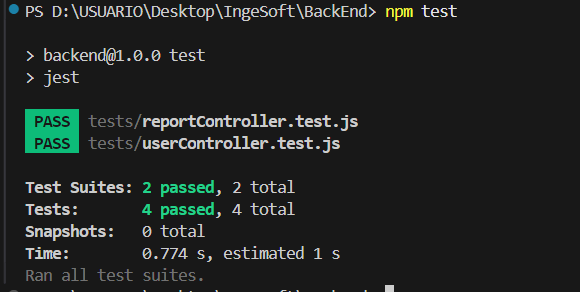 PS D:\USUARIO\Desktop\IngeSoft\BackEnd> npm test
> backend@1.0.0 test
> jest
PASS tests/reportController.test.js
PASS tests/userController.test.js
Test Suites: 2 passed, 2 total
Tests: 4 passed, 4 total
Snapshots: 0 total
Time: 0.774 s, estimated 1 s
Ran all test suites.